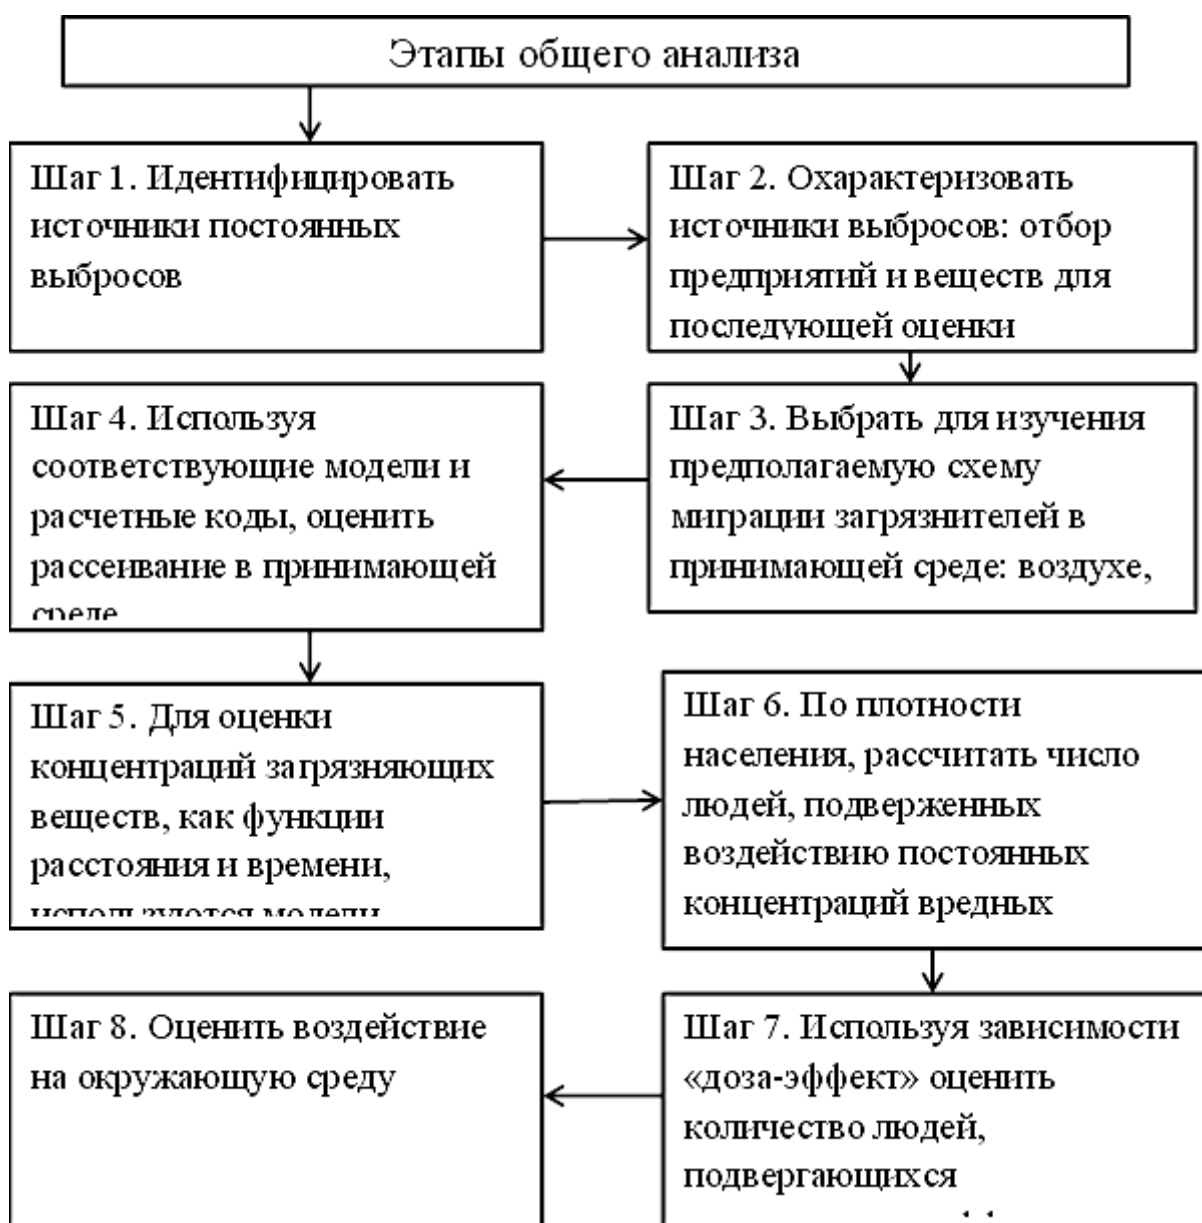 Этапы общего анализа
Шаг 1. Идентифицировать
источники постоянных
выбросов
Шаг 2. Охарактеризовать
источники выбросов: отбор
предприятий и веществ для
последующей оценки
Шаг 3. Выбрать для изучения
предполагаемую схему
миграции загрязнителей в
принимающей среде: воздухе,
Шаг 4. Используя
соответствующие модели и
расчетные коды, оценить
рассеивание в принимающей
среде
Шаг 5. Для оценки
концентраций загрязняющих
веществ, как функции
расстояния и времени,
используются модели
Шаг 6. По плотности
населения, рассчитать число
людей, подверженных
воздействию постоянных
концентраций вредных
Шаг 7. Используя зависимости
«доза-эффект» оценить
количество людей,
подвергающихся
Шаг 8. Оценить воздействие
на окружающую среду